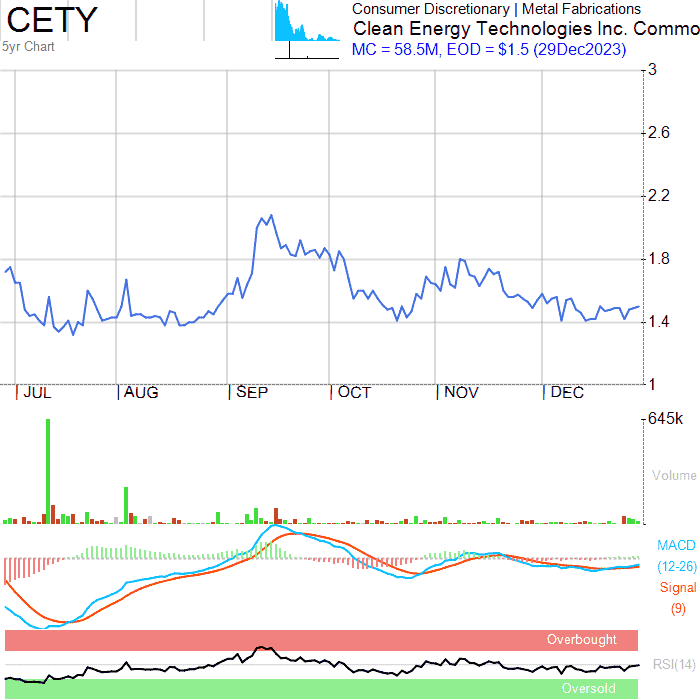 CETY
5yr Chart
Consumer Discretionary | Metal Fabrications
Clean Energy Technologies Inc. Commo
MC = 58.5M, EOD = $1.5 (29Dec2023)
3
2.6
2.2
1.8
1.4
1
JUL AUG SEP OCT NOV DEC
645k
Volume
MACD
(12-26)
Signal
(9)
Overbought
RSI(14)
Oversold